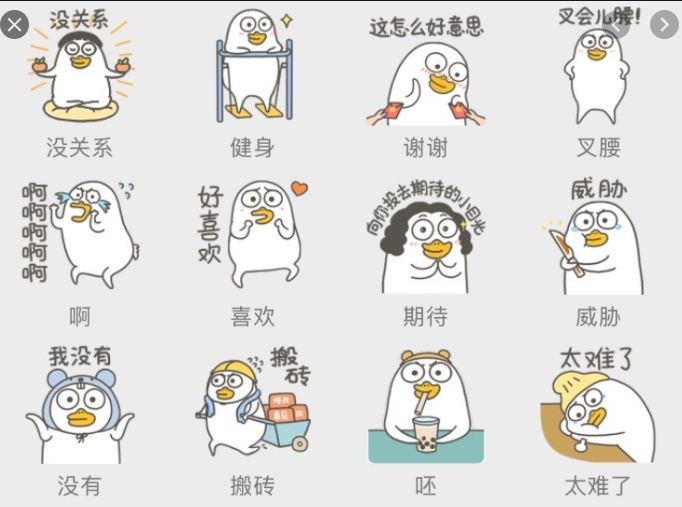 没关系
没关系
健身
这怎么好意思
谢谢
叉会儿腰!
叉腰
啊
啊
啊
啊
啊
啊
好喜欢
喜欢
向你投去期待的小目光
期待
威胁
威胁
我没有
没有
搬砖
搬砖
呸
太难了
太难了